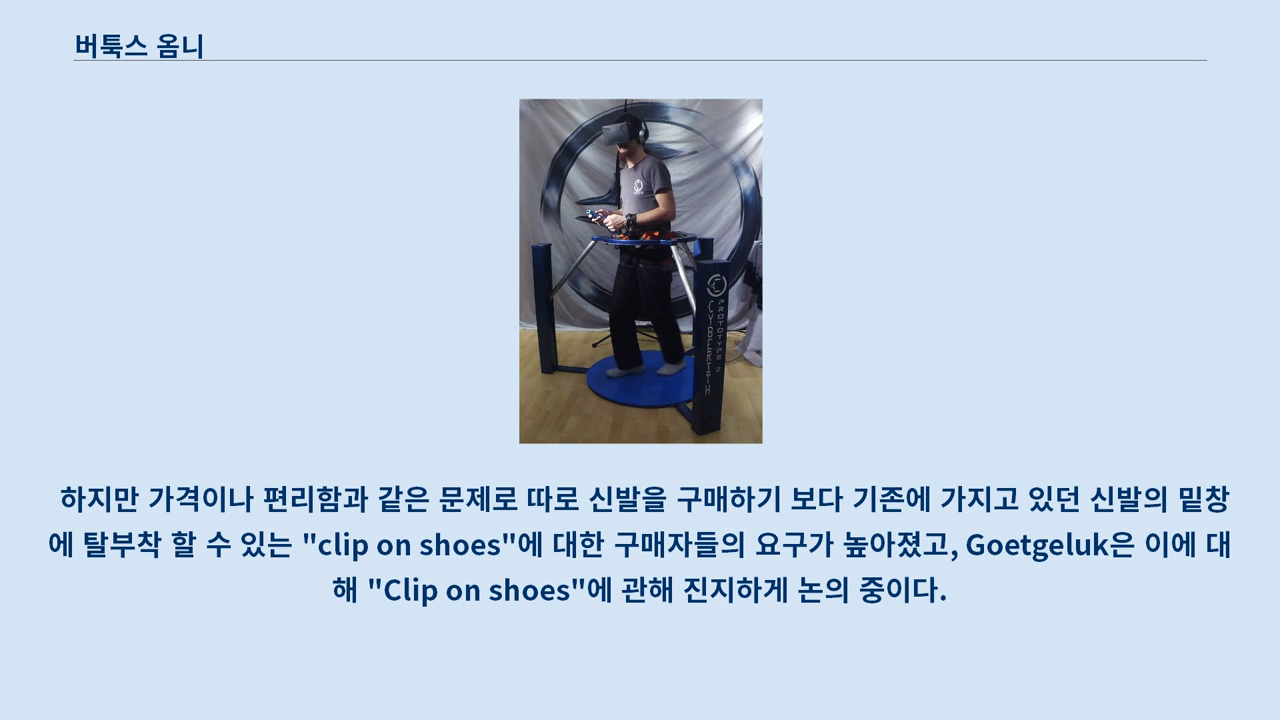 버툭스 옴니
PROTOTYPE 2
CYBERITH
하지만 가격이나 편리함과 같은 문제로 따로 신발을 구매하기 보다 기존에 가지고 있던 신발의 밑창
에 탈부착 할 수 있는 "clip on shoes"에 대한 구매자들의 요구가 높아졌고, Goetgeluk은 이에 대
해 "Clip on shoes"에 관해 진지하게 논의 중이다.